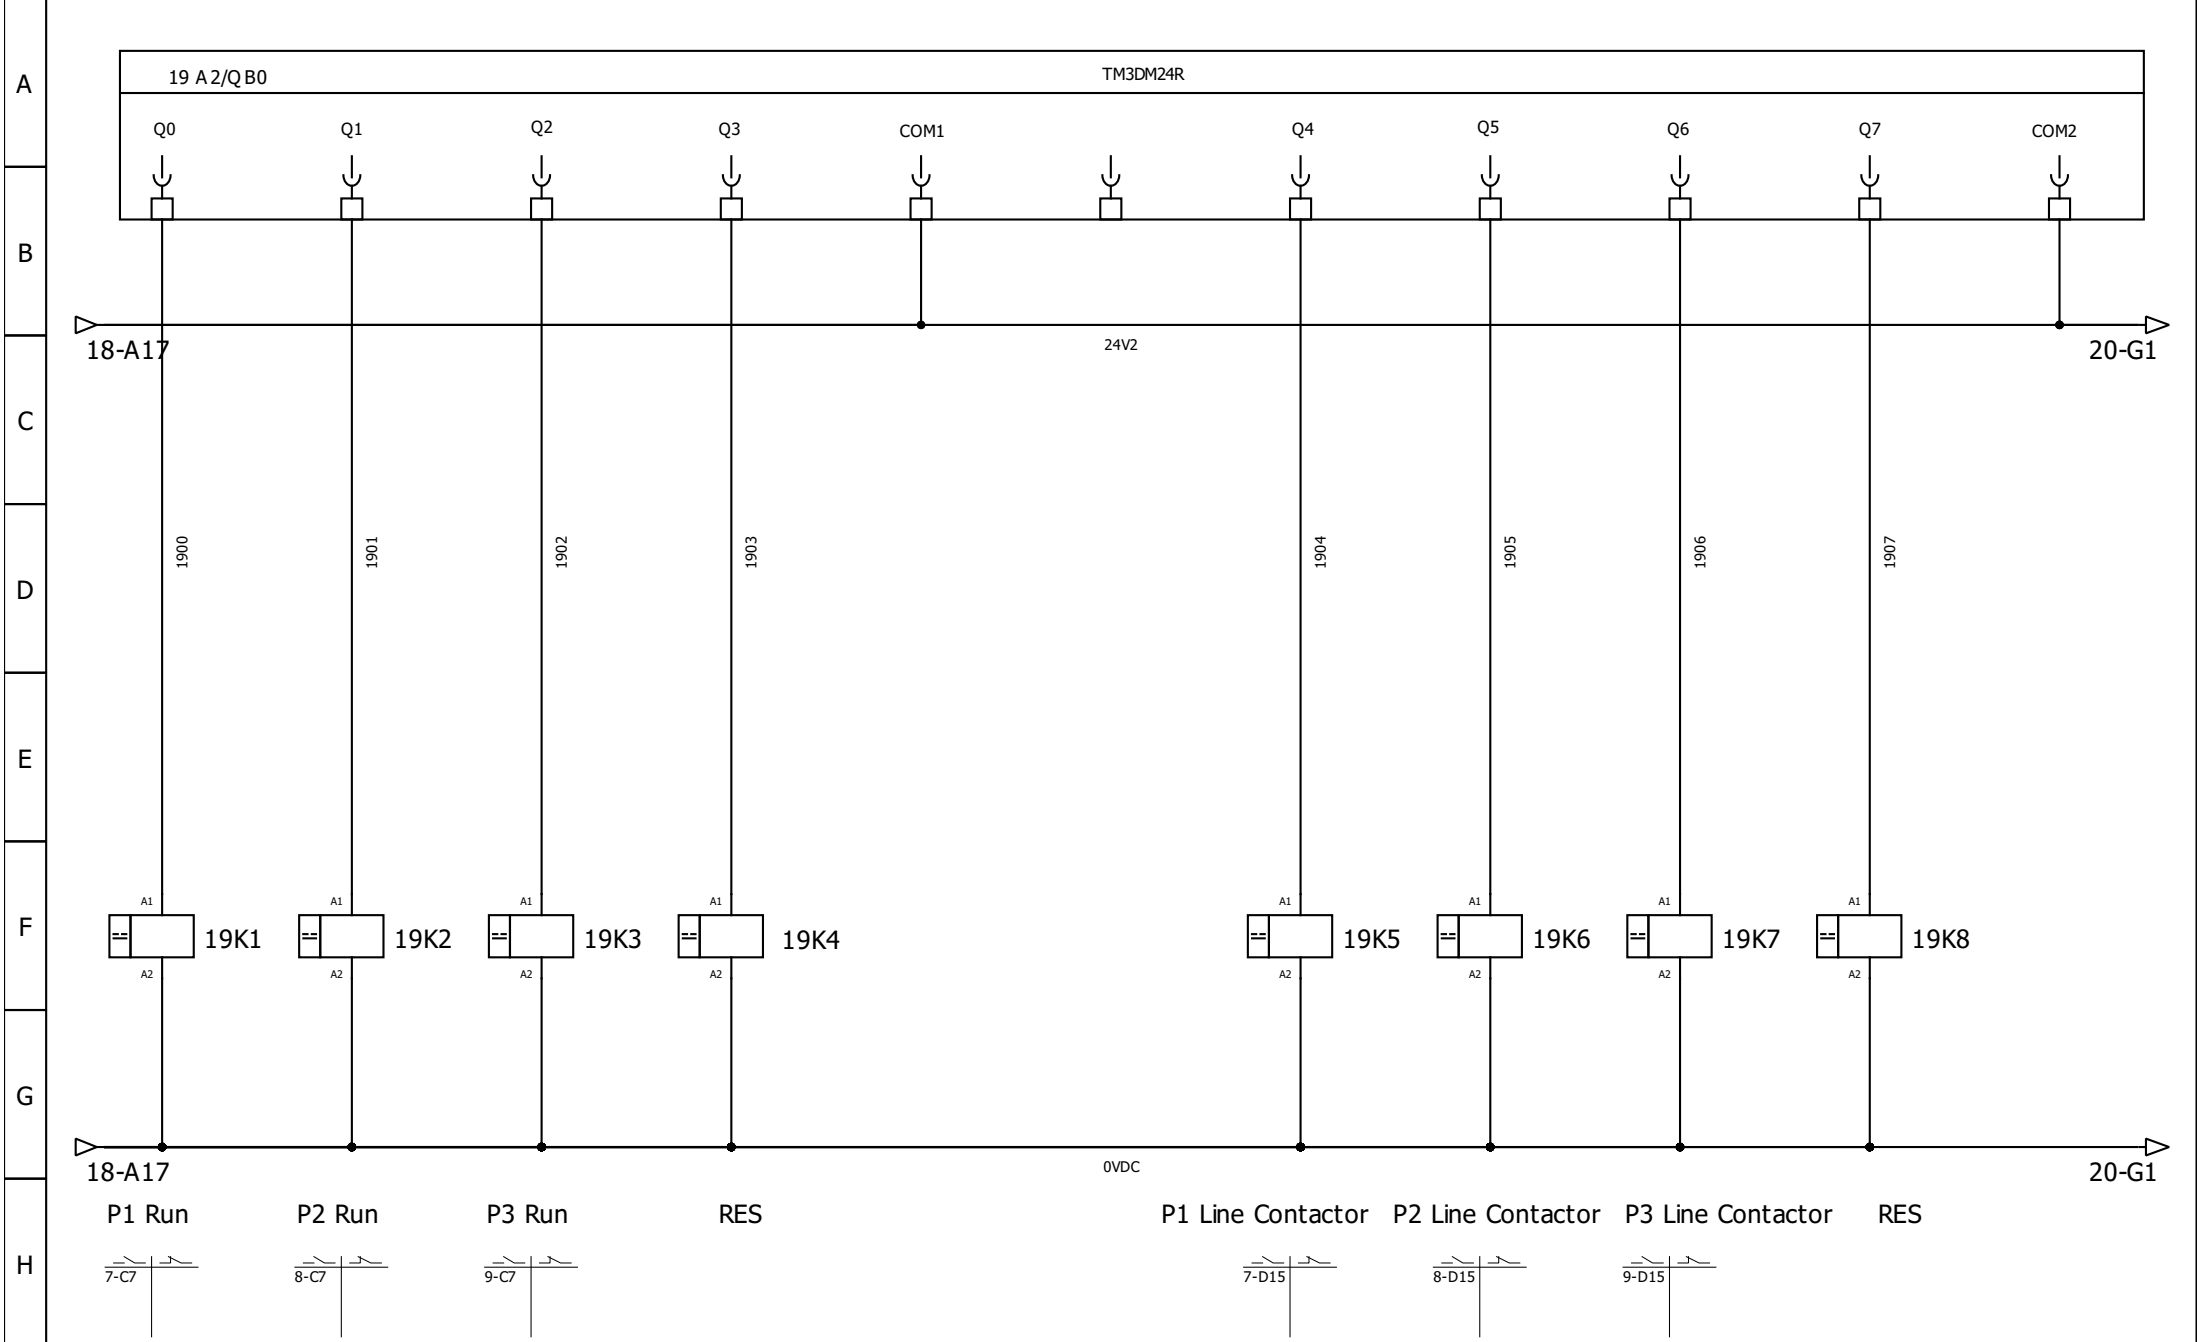 A
19 A2/QB0 TM3DM24R
Q0 Q1 Q2 Q3 COM1 Q4 Q5 Q6 Q7 COM2
B
18-A17 24V2 20-G1
C
1900 1901 1902 1903 1904 1905 1906 1907
D
E
A1 A1 A1 A1 A1 A1 A1 A1
F 19K1 19K2 19K3 19K4 19K5 19K6 19K7 19K8
A2 A2 A2 A2 A2 A2 A2 A2
G
18-A17 0VDC 20-G1
P1 Run P2 Run P3 Run RES P1 Line Contactor P2 Line Contactor P3 Line Contactor RES
H
7-C7 8-C7 9-C7 7-D15 8-D15 9-D15